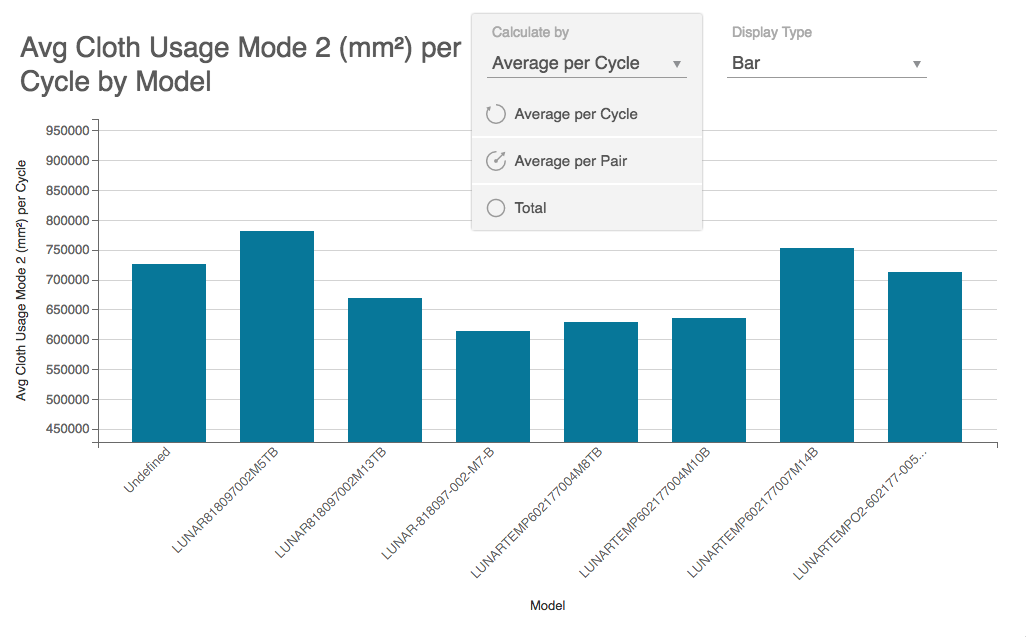 Avg Cloth Usage Mode 2 (mm²) per
Cycle by Model
Calculate by
Average per Cycle
Average per Cycle
Average per Pair
Total
Display Type
Bar
Avg Cloth Usage Mode 2 (mm²) per Cycle
950000
900000
850000
800000
750000
700000
650000
600000
550000
500000
450000
Undefined
LUNAR818097002M5TB
LUNAR818097002M13TB
LUNAR-818097-002-M7-B
LUNARTEMP602177004M8TB
LUNARTEMP602177004M10B
LUNARTEMP602177007M14B
LUNARTEMPO2-602177-005...
Model